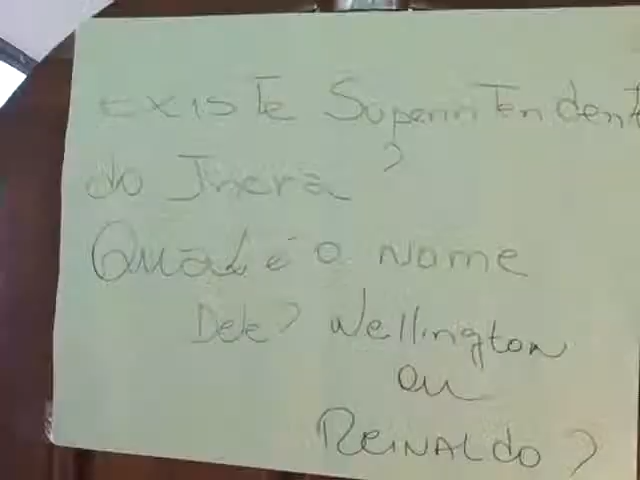 EXISTE Superintendent
do Incra ?
Qual é o nome
Dele? Wellington
ou
REINALdo ?